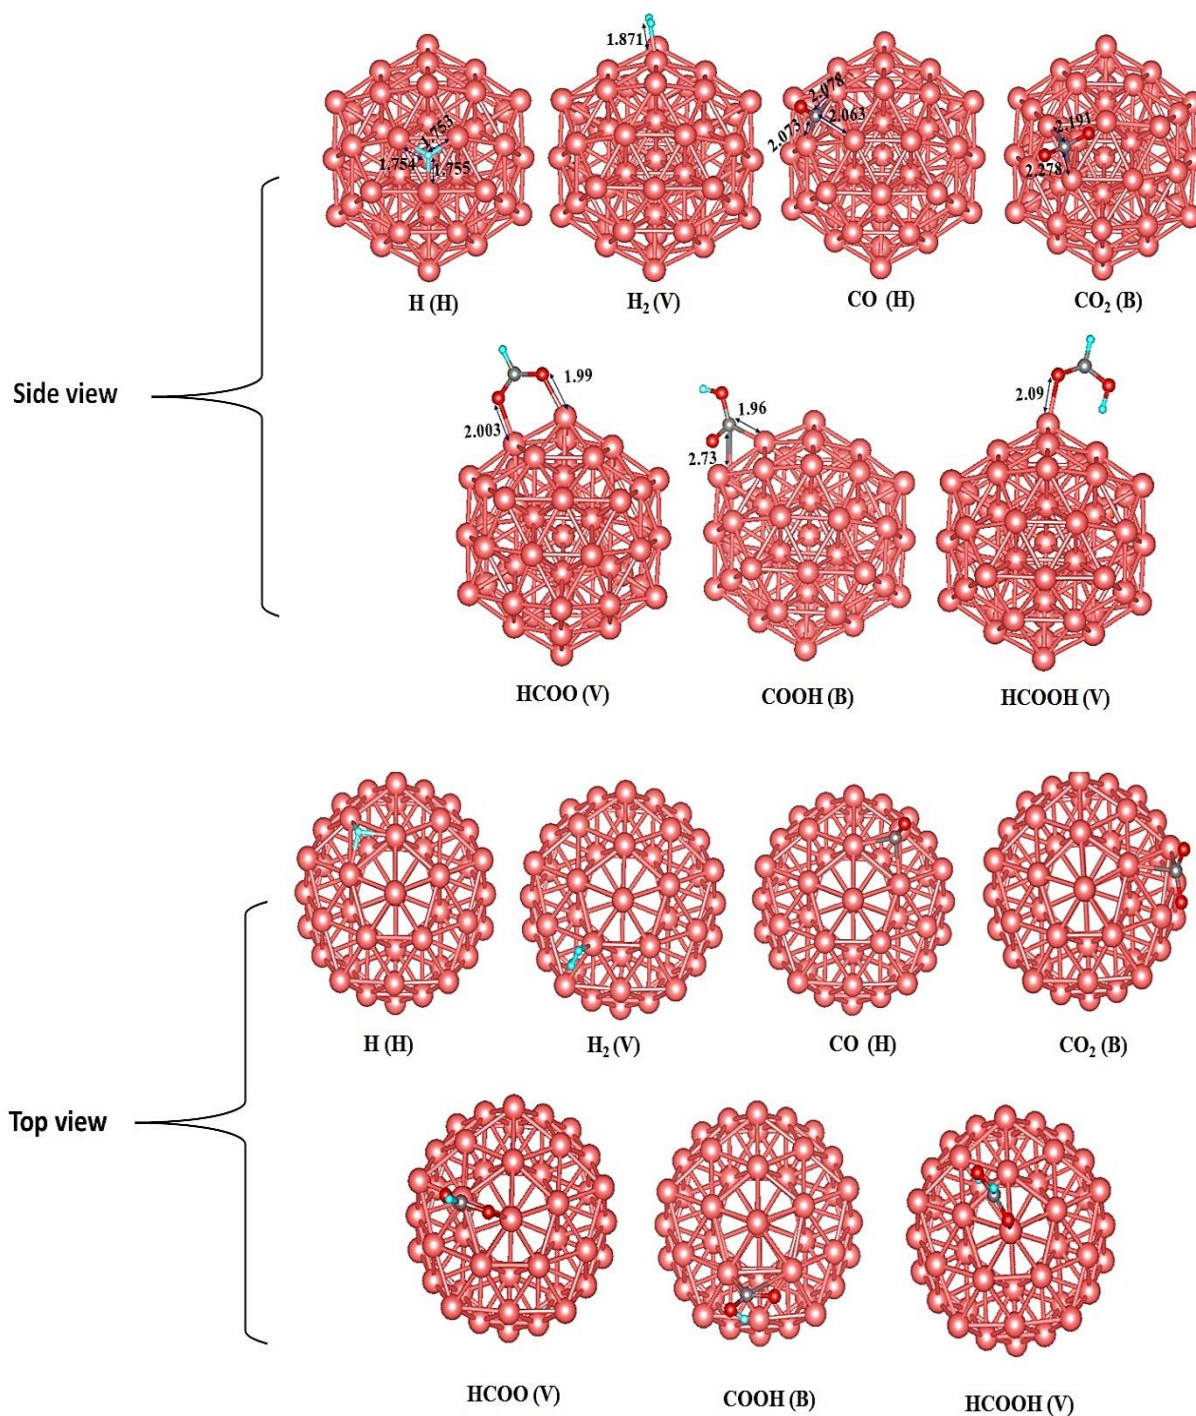 1.871
2.078
2.063
2.073
1.753
1.754
1.755
2.191
2.278
H (H)
H₂ (V)
CO (H)
CO₂ (B)
Side view
1.99
2.003
1.96
2.73
2.09
HCOO (V)
COOH (B)
HCOOH (V)
H (H)
H₂ (V)
CO (H)
CO₂ (B)
Top view
HCOO (V)
COOH (B)
HCOOH (V)